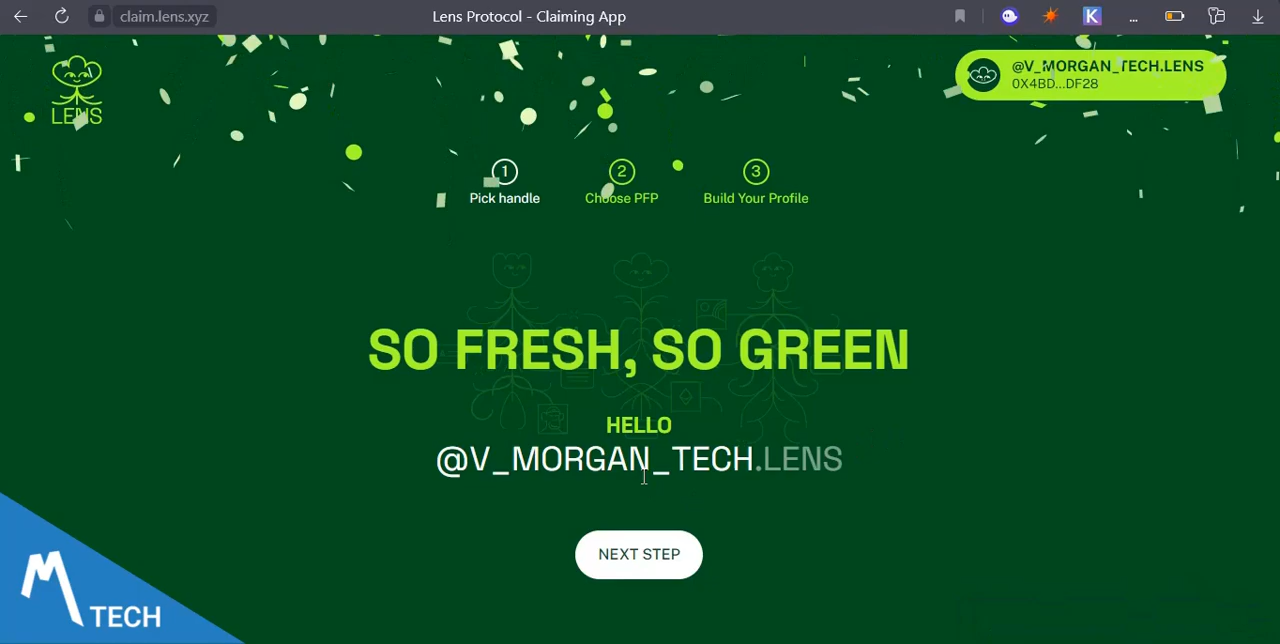 claim.lens.xyz
Lens Protocol - Claiming App
K
...
LENS
@V_MORGAN_TECH.LENS
0X4BD...DF28
1
2
3
Pick handle
Choose PFP
Build Your Profile
SO FRESH, SO GREEN
HELLO
@V_MORGAN_TECH.LENS
NEXT STEP
M TECH